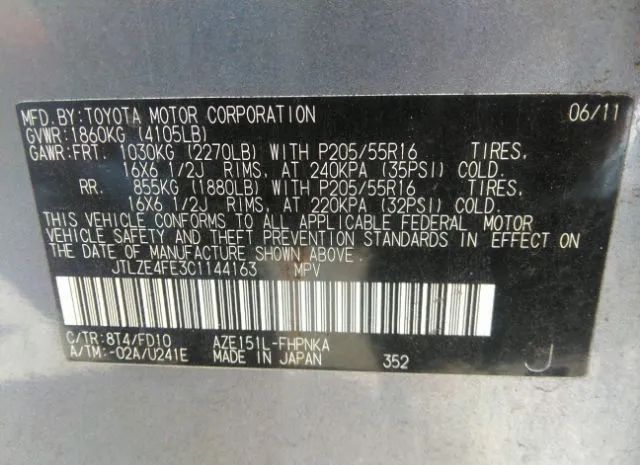 MFD.BY:TOYOTA MOTOR CORPORATION 06/11
GVWR:1860KG (4105LB)
GAWR:FRT. 1030KG (2270LB) WITH P205/55R16 TIRES,
16X6 1/2J RIMS, AT 240KPA (35PSI) COLD.
RR. 855KG (1880LB) WITH P205/55R16 TIRES,
16X6 1/2J RIMS, AT 220KPA (32PSI) COLD.
THIS VEHICLE CONFORMS TO ALL APPLICABLE FEDERAL MOTOR
VEHICLE SAFETY AND THEFT PREVENTION STANDARDS IN EFFECT ON
THE DATE OF MANUFACTURE SHOWN ABOVE.
JTLZE4FE3C1144163 MPV
C/TR:8T4/FD10 AZE151L-FHPNKA
A/TM:-02A/U241E MADE IN JAPAN 352 J